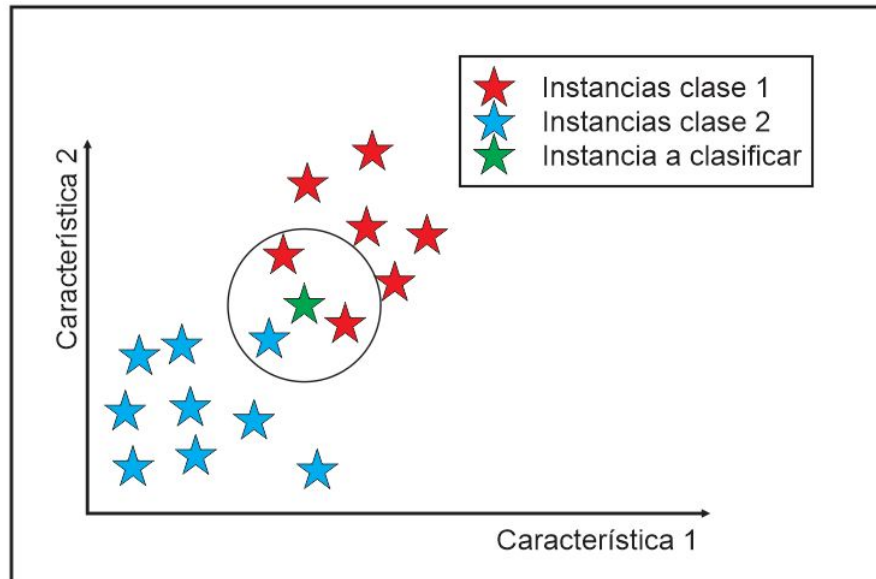 Instancias clase 1
Instancias clase 2
Instancia a clasificar
Característica 2
Característica 1